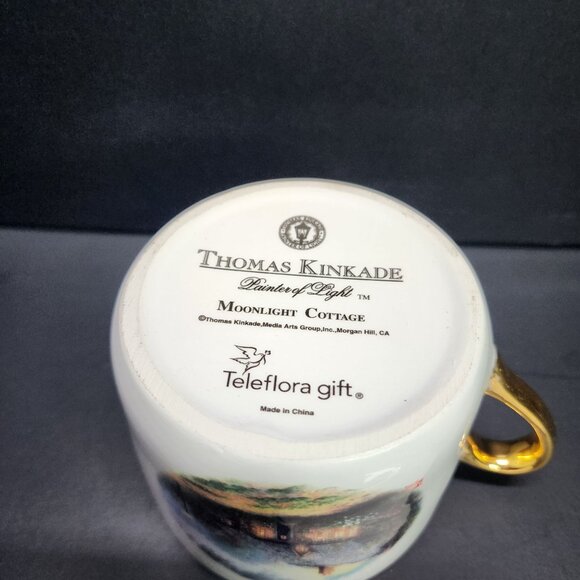 THOMAS KINKADE
Painter of Light ™
MOONLIGHT COTTAGE
©Thomas Kinkade,Media Arts Group,Inc.,Morgan Hill, CA
Teleflora gift®
Made in China